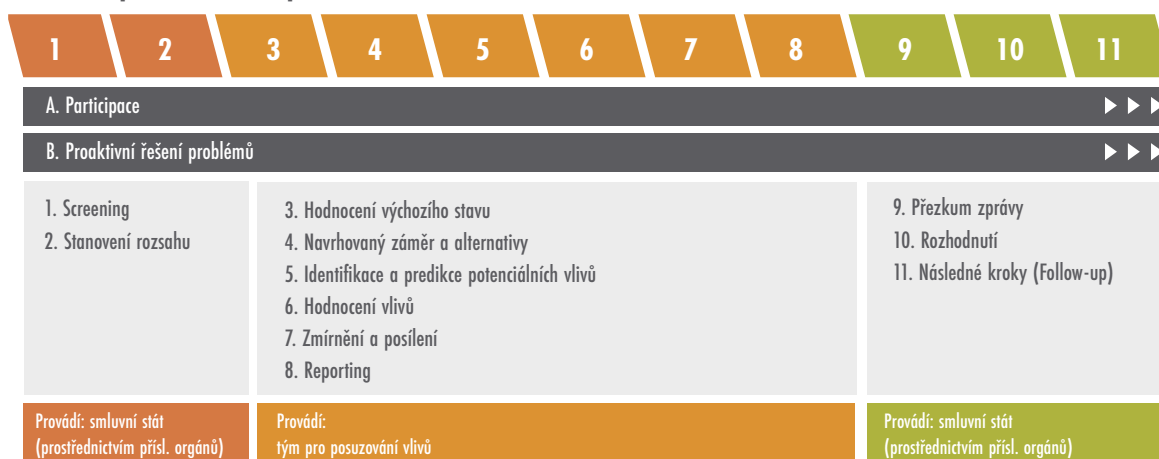 1 2 3 4 5 6 7 8 9 10 11
A. Participace
B. Proaktivní řešení problémů
1. Screening
2. Stanovení rozsahu
3. Hodnocení výchozího stavu
4. Navrhovaný záměr a alternativy
5. Identifikace a predikce potenciálních vlivů
6. Hodnocení vlivů
7. Zmírnění a posílení
8. Reporting
9. Přezkum zprávy
10. Rozhodnutí
11. Následné kroky (Follow-up)
Provádí: smluvní stát
(prostřednictvím přísl. orgánů)
Provádí:
tým pro posuzování vlivů
Provádí: smluvní stát
(prostřednictvím přísl. orgánů)